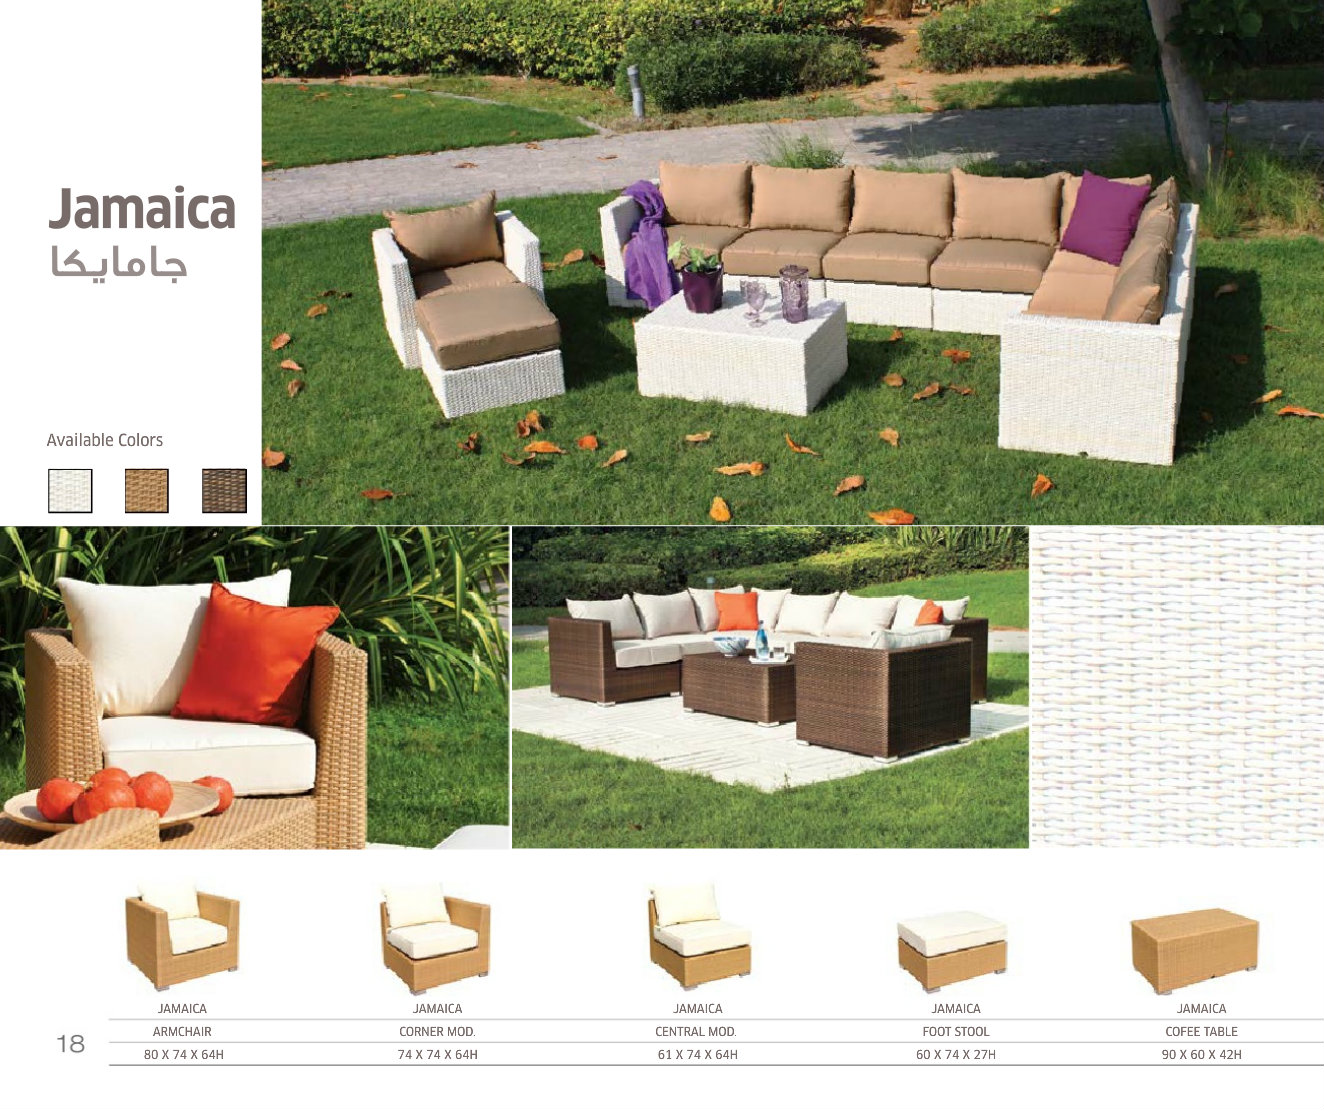 Jamaica
جامايكا
Available Colors
JAMAICA JAMAICA JAMAICA JAMAICA JAMAICA
ARMCHAIR CORNER MOD. CENTRAL MOD. FOOT STOOL COFEE TABLE
80 X 74 X 64H 74 X 74 X 64H 61 X 74 X 64H 60 X 74 X 27H 90 X 60 X 42H
18